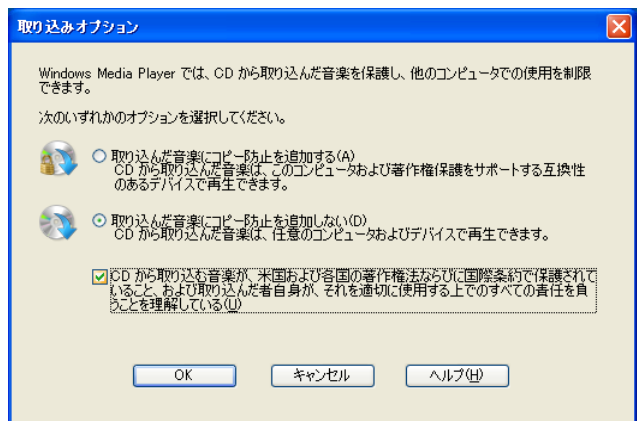 取り込みオプション
Windows Media Player では、CD から取り込んだ音楽を保護し、他のコンピュータでの使用を制限
できます。
次のいずれかのオプションを選択してください。
取り込んだ音楽にコピー防止を追加する(A)
CD から取り込んだ音楽は、このコンピュータおよび著作権保護をサポートする互換性
のあるデバイスで再生できます。
取り込んだ音楽にコピー防止を追加しない(D)
CD から取り込んだ音楽は、任意のコンピュータおよびデバイスで再生できます。
CD から取り込む音楽が、米国および各国の著作権法ならびに国際条約で保護されて
いること、および取り込んだ者自身が、それを適切に使用する上でのすべての責任を負
うことを理解している(U)
OK
キャンセル
ヘルプ(H)